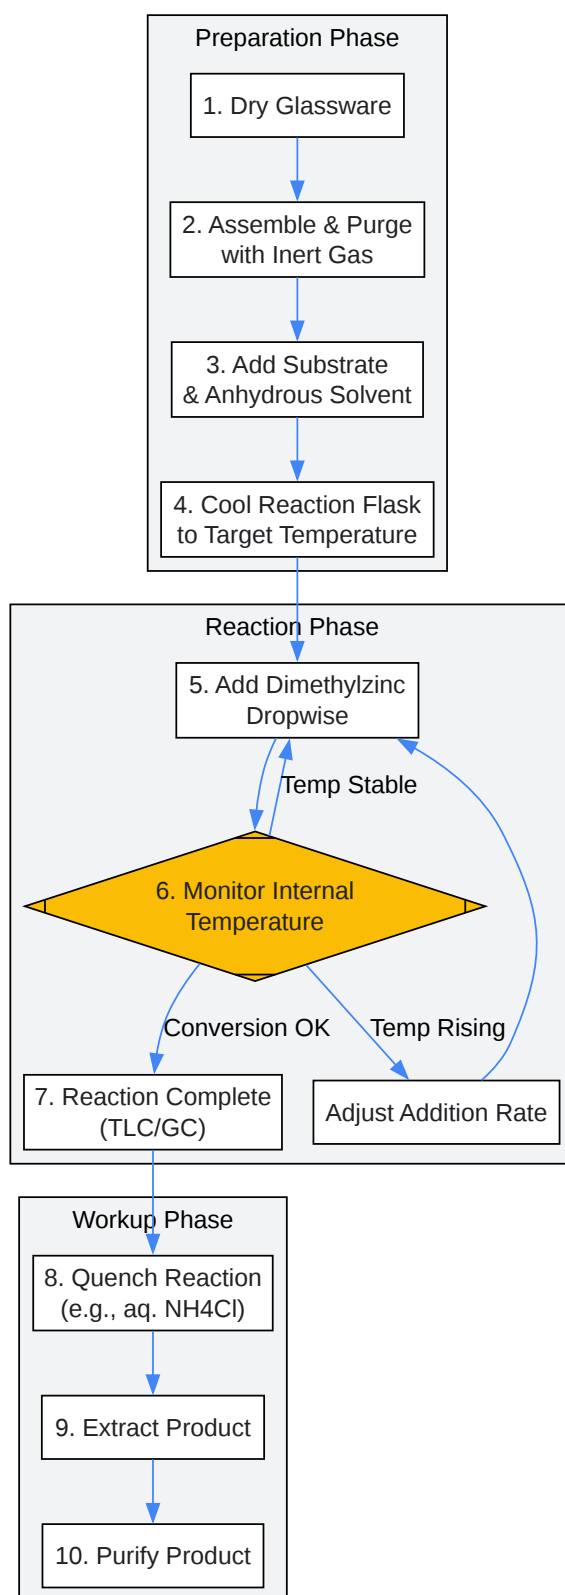 Preparation Phase
1. Dry Glassware
2. Assemble & Purge
with Inert Gas
3. Add Substrate
& Anhydrous Solvent
4. Cool Reaction Flask
to Target Temperature
Reaction Phase
5. Add Dimethylzinc
Dropwise
Temp Stable
6. Monitor Internal
Temperature
Conversion OK
Temp Rising
7. Reaction Complete
(TLC/GC)
Adjust Addition Rate
Workup Phase
8. Quench Reaction
(e.g., aq. NH4Cl)
9. Extract Product
10. Purify Product